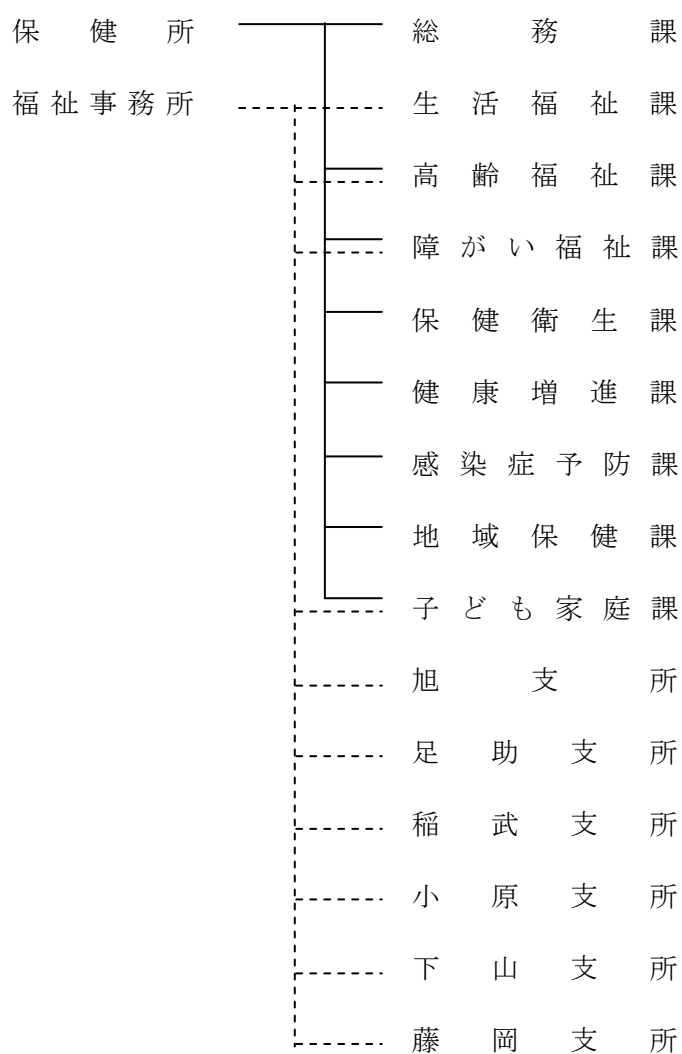 保健所 総務課
福祉事務所 生活福祉課
高齢福祉課
障がい福祉課
保健衛生課
健康増進課
感染症予防課
地域保健課
子ども家庭課
旭支所
足助支所
稲武支所
小原支所
下山支所
藤岡支所